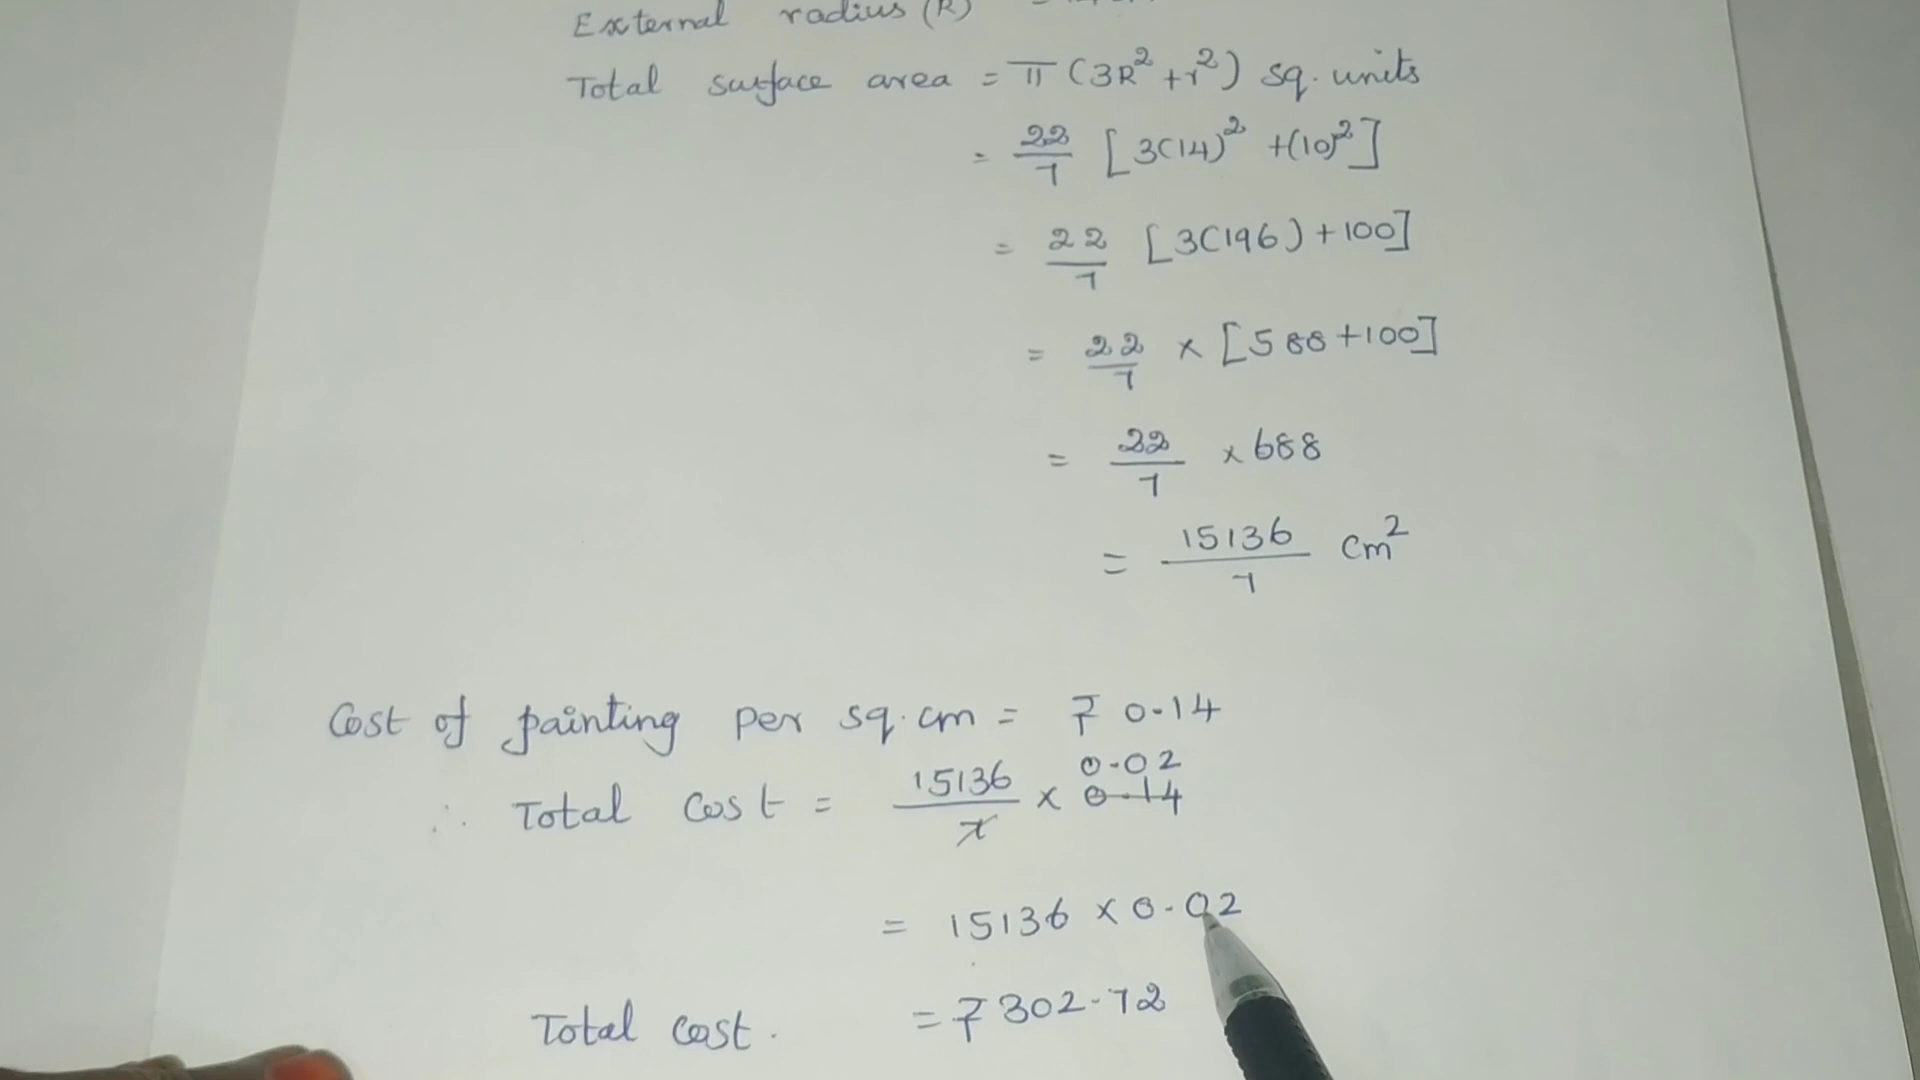 External radius (R)
Total surface area = π (3R² + r²) sq. units
= 22/7 [3(14)² + (10)²]
= 22/7 [3(196) + 100]
= 22/7 × [588 + 100]
= 22/7 × 688
= 15136/7 cm²
Cost of painting per sq. cm = ₹ 0.14
0.02
∴ Total cost = 15136/7 × 0.14
= 15136 × 0.02
Total cost. = ₹ 302.72